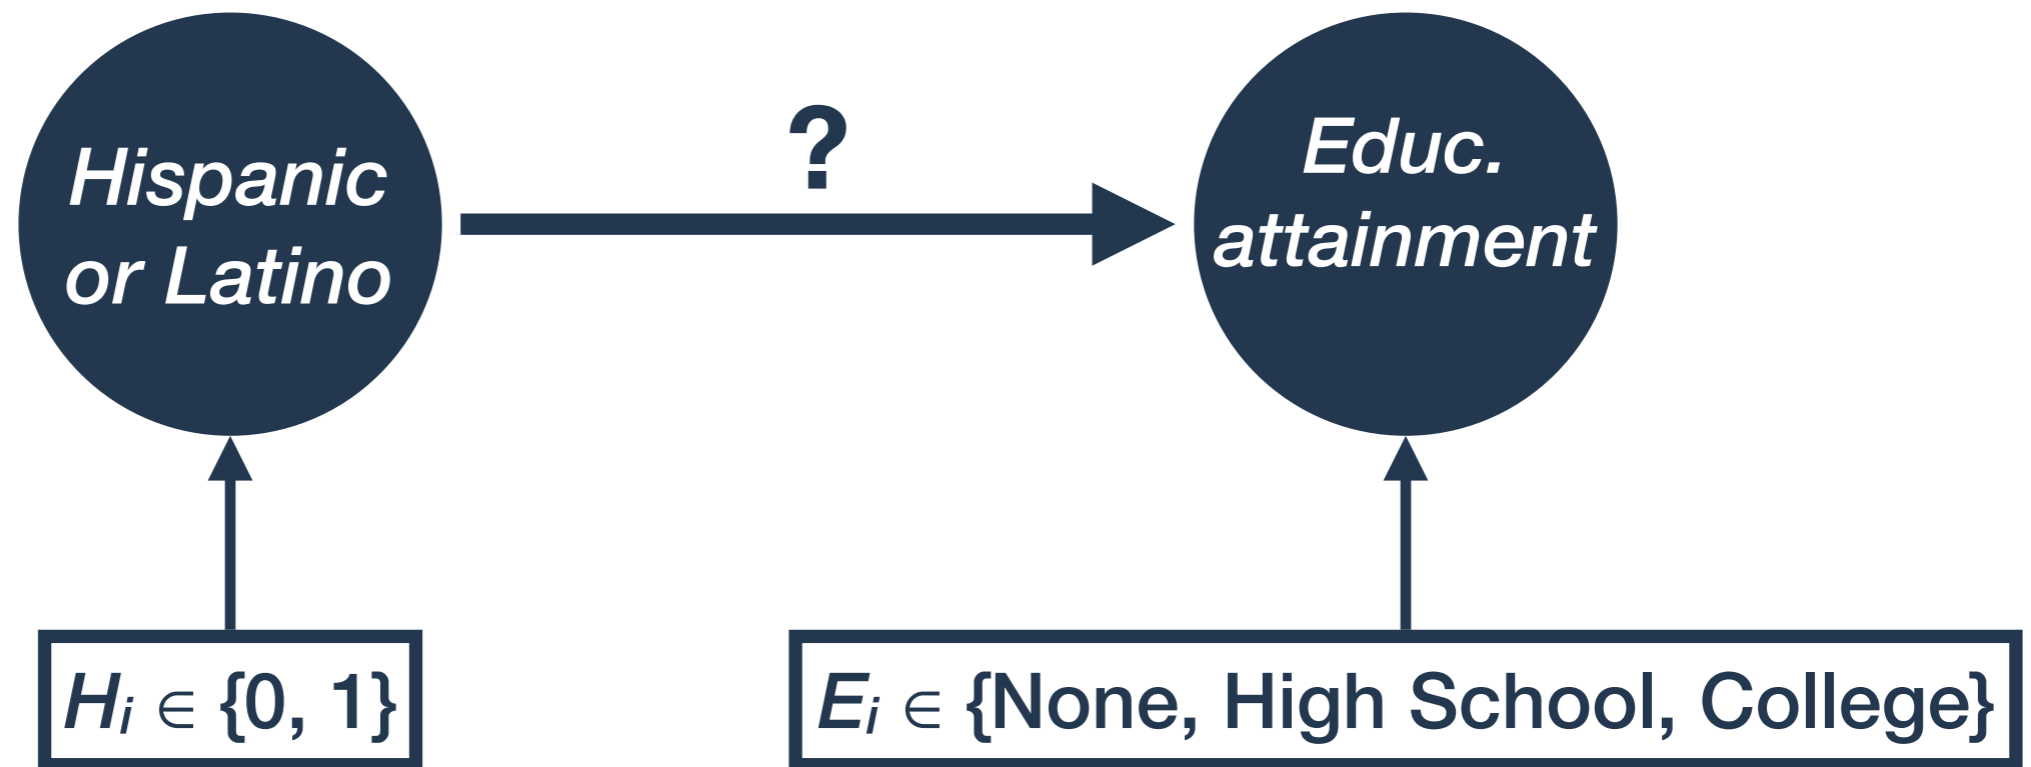 Hispanic
or Latino
?
Educ.
attainment
Hi ∈ {0, 1}
Ei ∈ {None, High School, College}